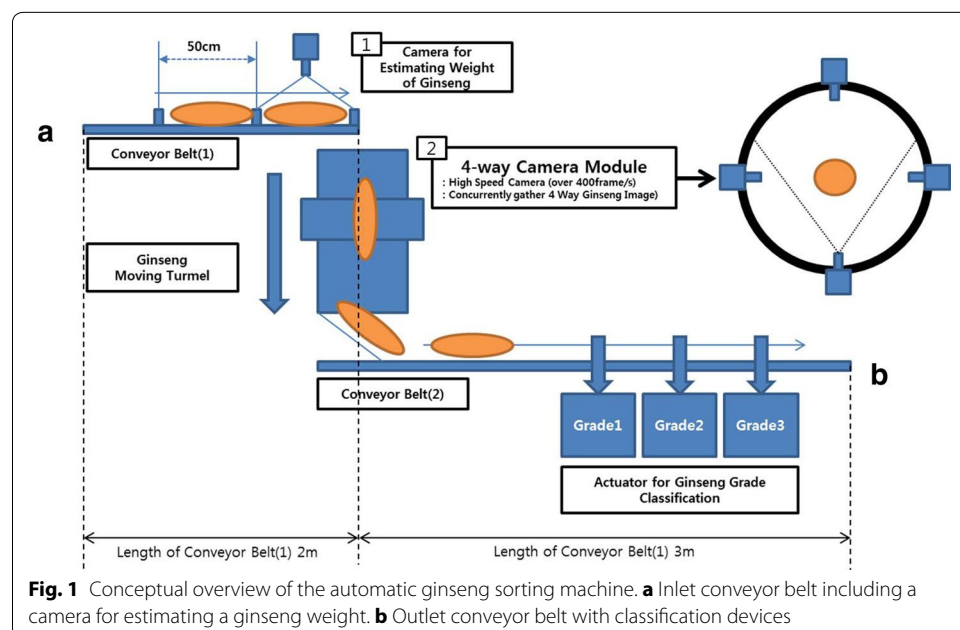 50cm
1
Camera for
Estimating Weight
of Ginseng
a
Conveyor Belt(1)
2
4-way Camera Module
: High Speed Camera (over 400frame/s)
: Concurrently gather 4 Way Ginseng Image)
Ginseng
Moving Turmel
b
Conveyor Belt(2)
Grade1
Grade2
Grade3
Actuator for Ginseng Grade
Classification
Length of Conveyor Belt(1) 2m
Length of Conveyor Belt(1) 3m
Fig. 1 Conceptual overview of the automatic ginseng sorting machine. a Inlet conveyor belt including a
camera for estimating a ginseng weight. b Outlet conveyor belt with classification devices